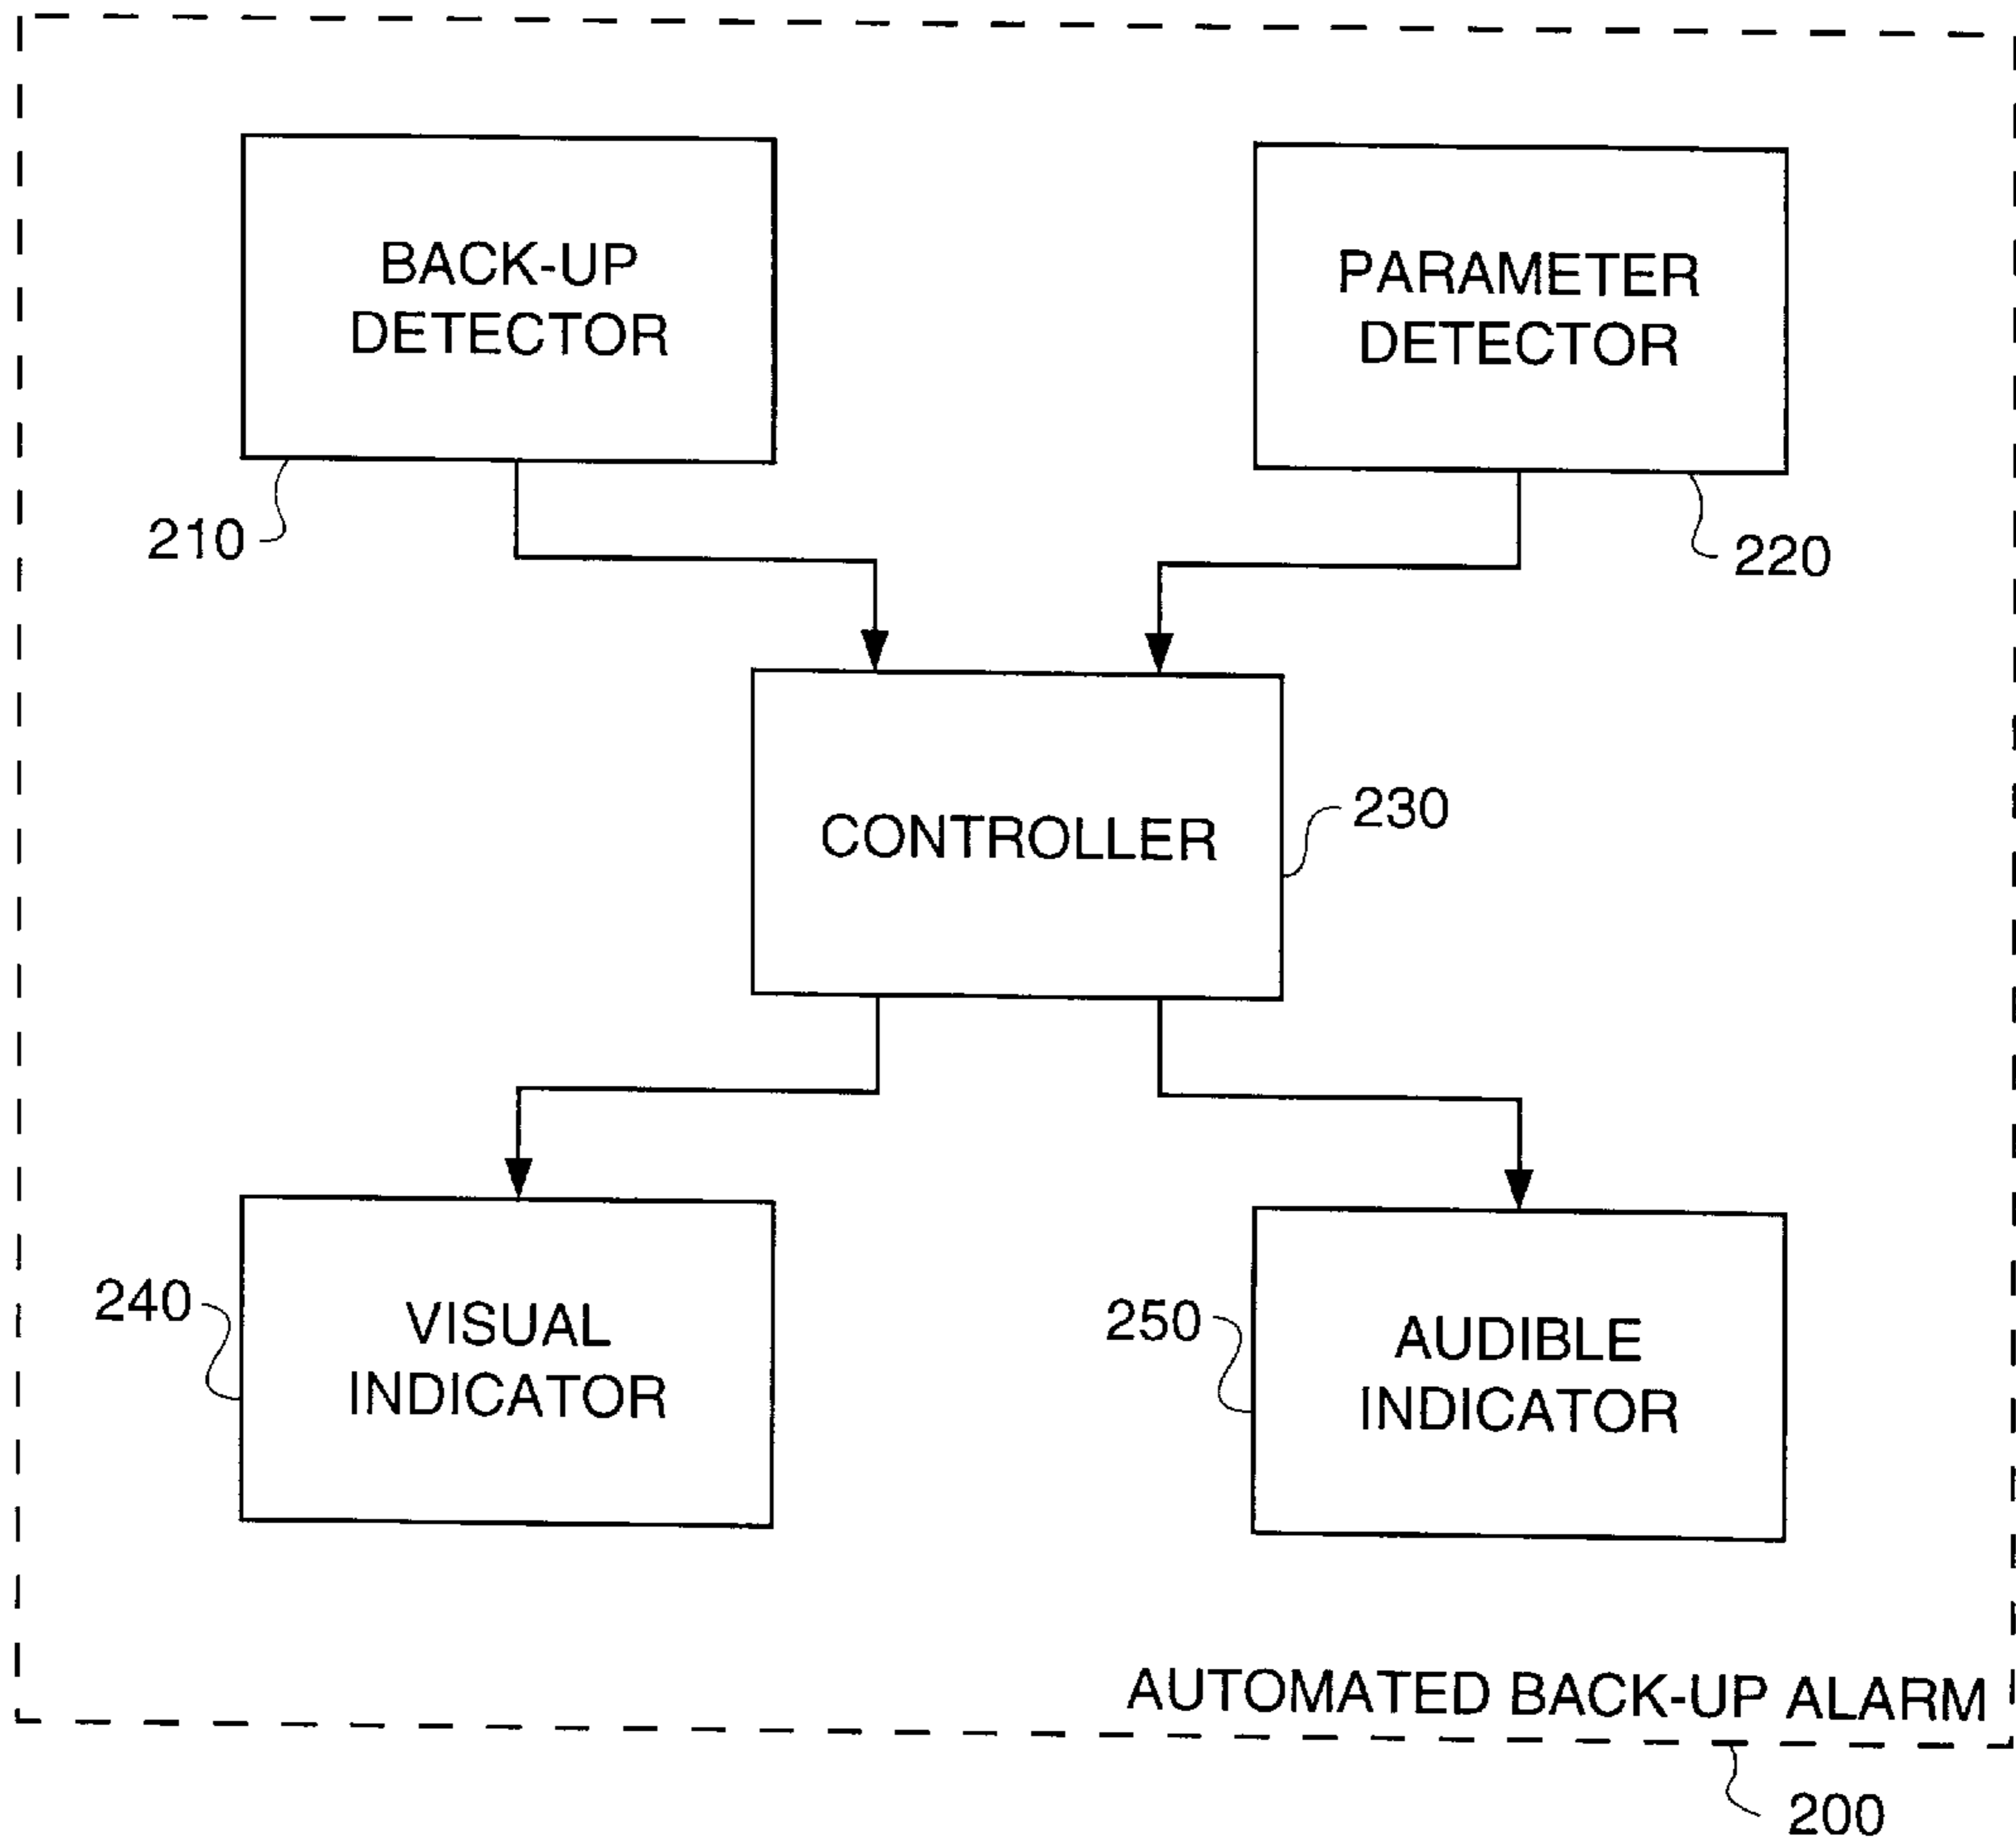 BACK-UP
DETECTOR
210
PARAMETER
DETECTOR
220
CONTROLLER
230
240
VISUAL
INDICATOR
250
AUDIBLE
INDICATOR
AUTOMATED BACK-UP ALARM
200